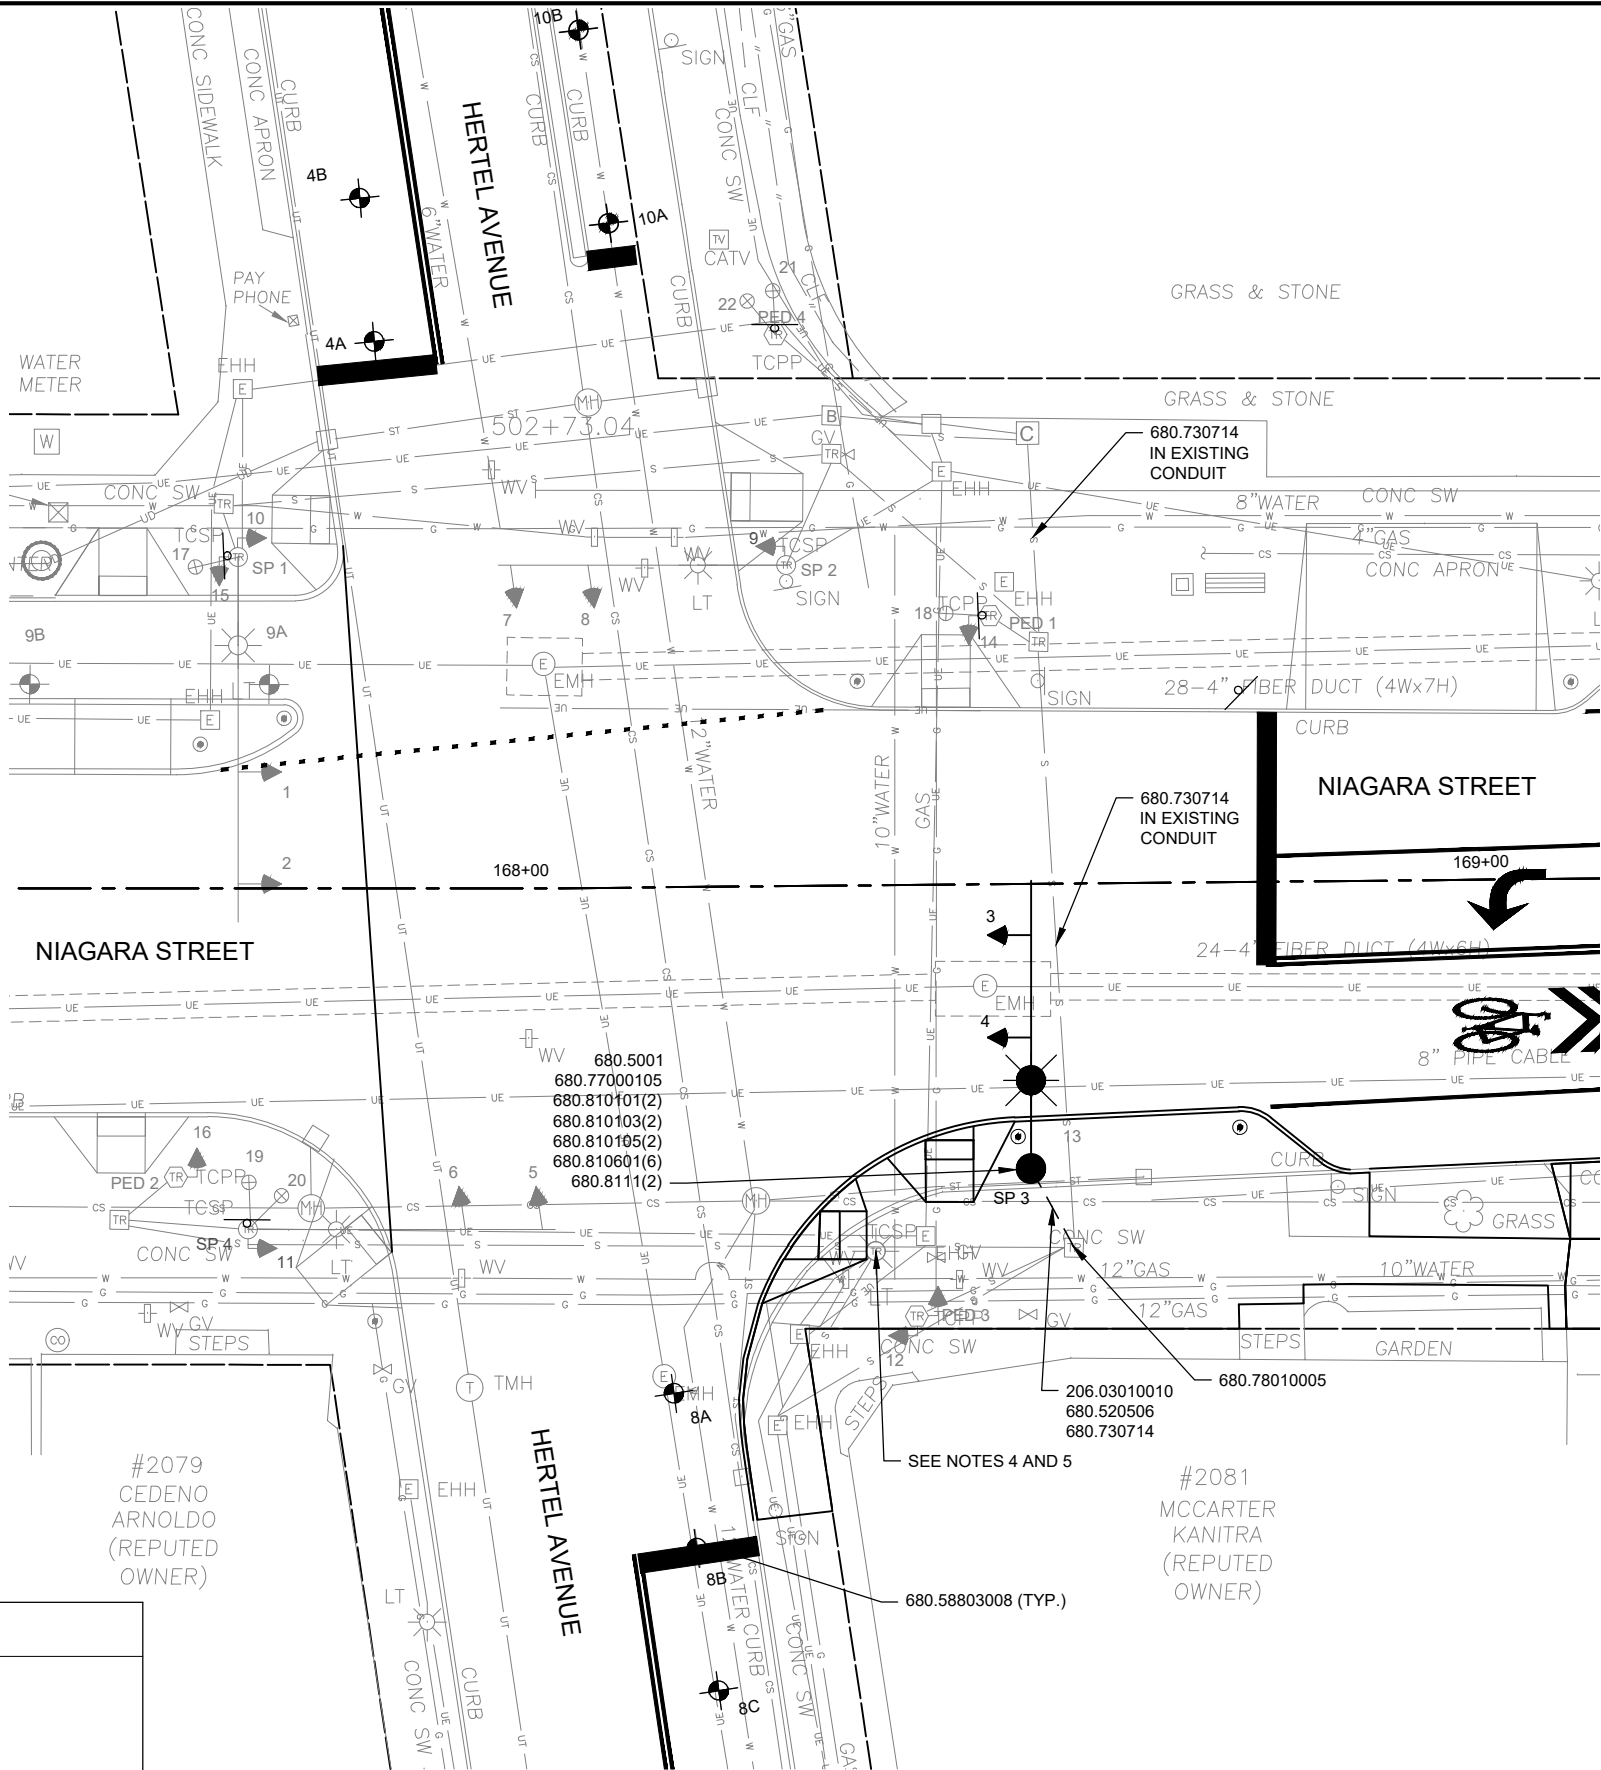 10B
CONC SIDEWALK
CONC APRON
CURB
HERTEL AVENUE
CURB
CURB
SIGN
CLF
CONC SW
4B
10A
6"WATER
TV
CATV
CURB
CLF
PAY
PHONE
21
22
PED 4
TR
TCPP
GRASS & STONE
4A
WATER
METER
EHH
E
MH
502+73.04
GRASS & STONE
W
B
GV
TR
C
680.730714
IN EXISTING
CONDUIT
E
EHH
CONC SW
TR
WV
8"WATER
CONC SW
10
TCSP
17
TR
SP 1
15
WV
WV
9
TCSP
TR
SP 2
SIGN
WV
LT
4"GAS
CONC APRON
E
EHH
18
TCPP
TR
PED 1
14
TR
7
8
9B
9A
E
EMH
EHH
LT
E
SIGN
28-4" FIBER DUCT (4Wx7H)
CURB
12"WATER
10"WATER
GAS
NIAGARA STREET
1
2
680.730714
IN EXISTING
CONDUIT
168+00
169+00
NIAGARA STREET
3
24-4" FIBER DUCT (4Wx6H)
E
EMH
4
WV
8" PIPE CABLE
680.5001
680.77000105
680.810101(2)
680.810103(2)
680.810105(2)
680.810601(6)
680.8111(2)
16
13
CURB
PED 2
TR
TCPP
19
20
TCSP
MH
6
5
MH
SP 3
SIGN
GRASS
TR
SP 4
TR
CONC SW
11
LT
WV
TCSP
TR
E
WV
LT
GV
WV
CONC SW
TR
12"GAS
10"WATER
12"GAS
CO
WV
GV
STEPS
TR
TCPP
PED 3
GV
E
EHH
12
CONC SW
STEPS
GARDEN
GV
T
TMH
E
8A
STEPS
206.03010010
680.520506
680.730714
680.78010005
E
EHH
SEE NOTES 4 AND 5
#2079
CEDENO
ARNOLDO
(REPUTED
OWNER)
E
EHH
HERTEL AVENUE
SIGN
#2081
MCCARTER
KANITRA
(REPUTED
OWNER)
8B
680.58803008 (TYP.)
LT
CONC SW
CURB
WATER
CURB
CONC SW
8C